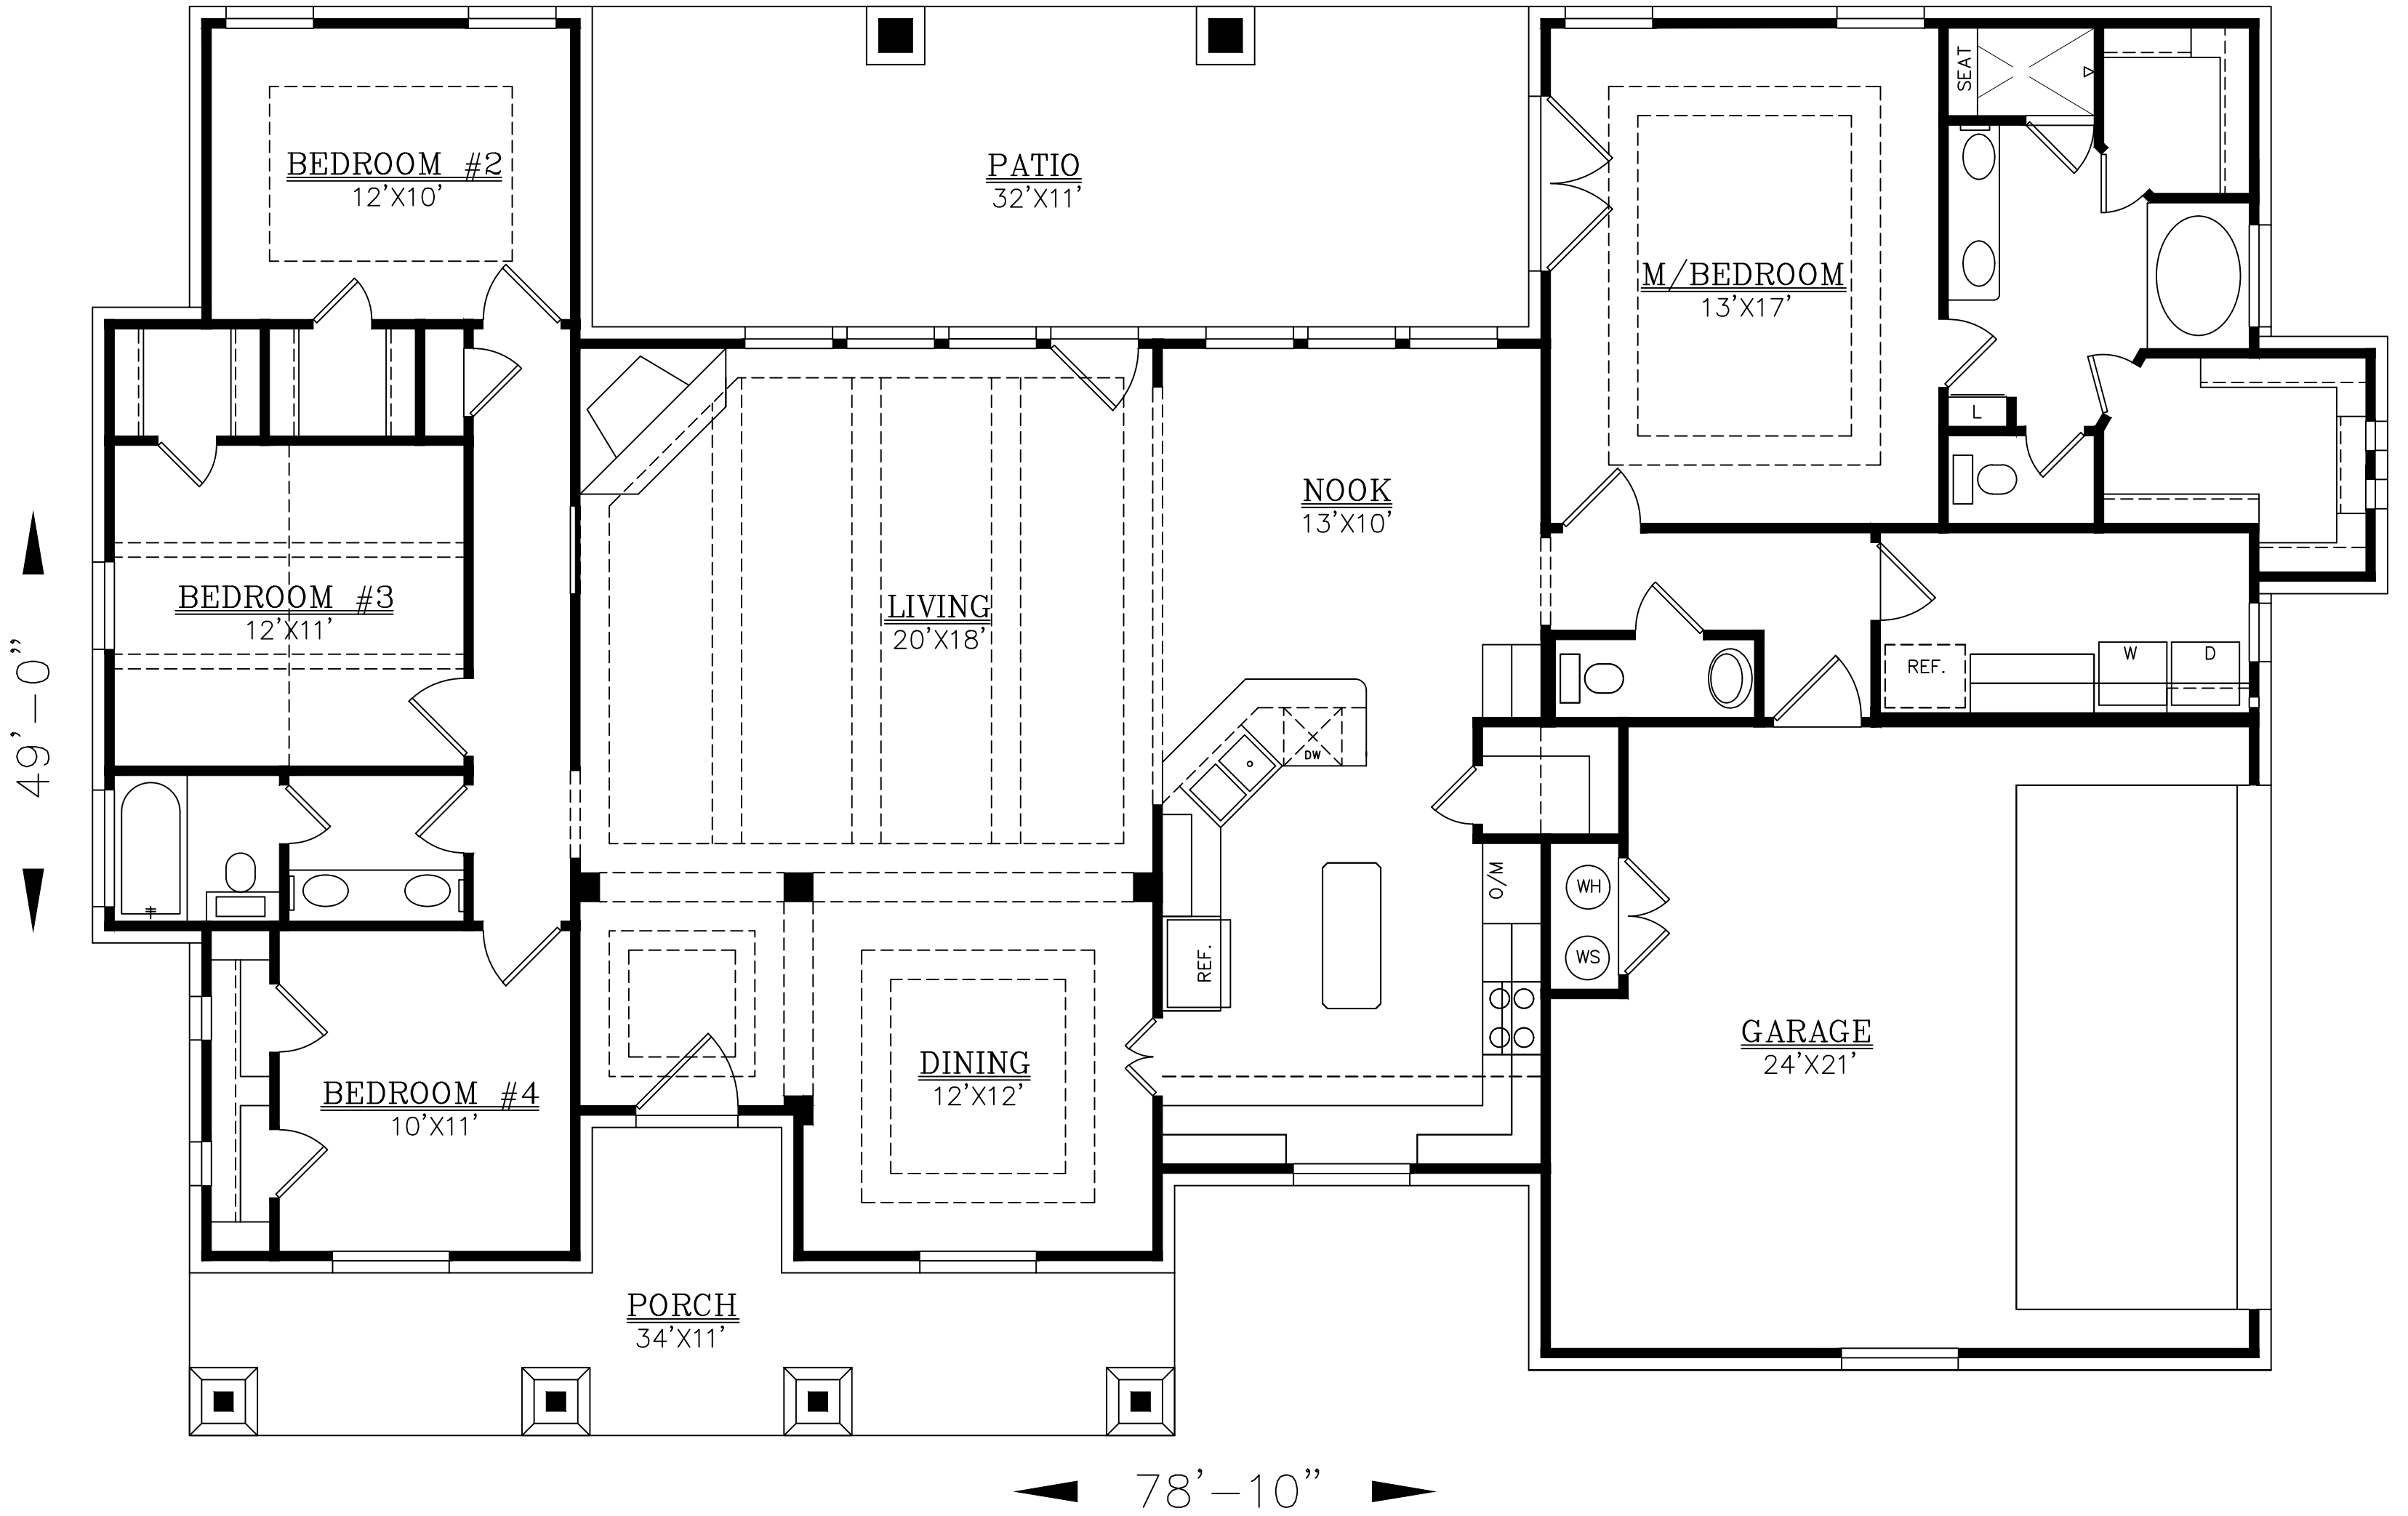 SEAT
BEDROOM #2
12'X10'
PATIO
32'X11'
M/BEDROOM
13'X17'
L
NOOK
13'X10'
BEDROOM #3
12'X11'
LIVING
20'X18'
REF.
W
D
49'-0"
DW
O/M
WH
REF.
WS
GARAGE
24'X21'
DINING
12'X12'
BEDROOM #4
10'X11'
PORCH
34'X11'
78'-10"